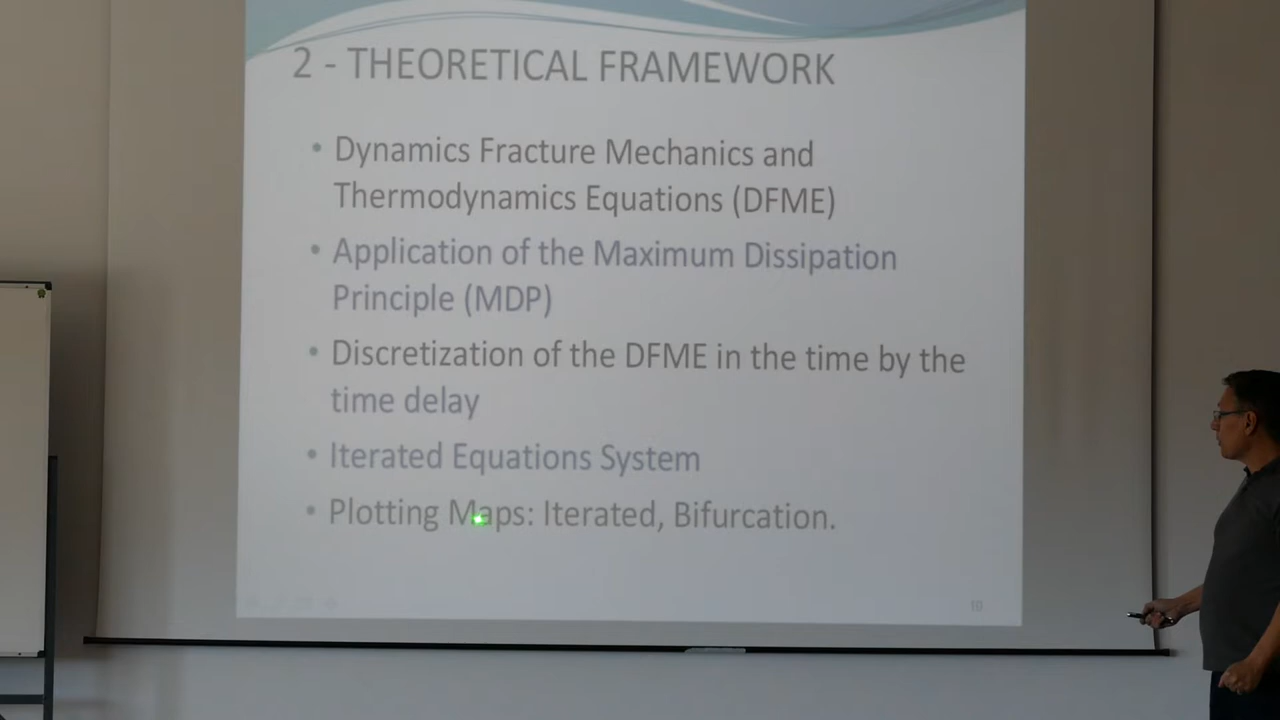 2 - THEORETICAL FRAMEWORK
• Dynamics Fracture Mechanics and
Thermodynamics Equations (DFME)
• Application of the Maximum Dissipation
Principle (MDP)
• Discretization of the DFME in the time by the
time delay
• Iterated Equations System
• Plotting Maps: Iterated, Bifurcation.
10